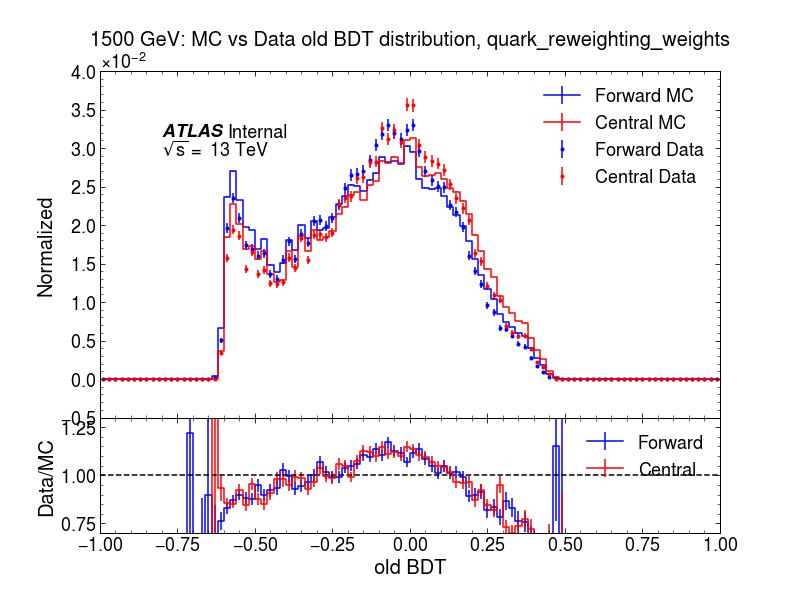 1500 GeV: MC vs Data old BDT distribution, quark_reweighting_weights
×10⁻²
4.0
3.5
3.0
2.5
2.0
1.5
1.0
0.5
0.0
Normalized
ATLAS Internal
√s = 13 TeV
Forward MC
Central MC
Forward Data
Central Data
1.25
1.00
0.75
Data/MC
Forward
Central
−1.00 −0.75 −0.50 −0.25 0.00 0.25 0.50 0.75 1.00
old BDT